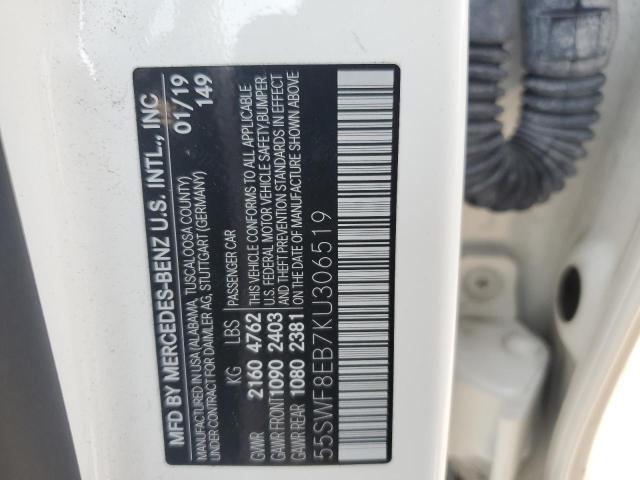 MFD BY MERCEDES-BENZ U.S. INTL., INC
MANUFACTURED IN USA (ALABAMA, TUSCALOOSA COUNTY)
UNDER CONTRACT FOR DAIMLER AG, STUTTGART (GERMANY)
01/19
149
KG LBS PASSENGER CAR
GVWR 2160 4762
GAWR FRONT 1090 2403
GAWR REAR 1080 2381
THIS VEHICLE CONFORMS TO ALL APPLICABLE
U.S. FEDERAL MOTOR VEHICLE SAFETY, BUMPER,
AND THEFT PREVENTION STANDARDS IN EFFECT
ON THE DATE OF MANUFACTURE SHOWN ABOVE
55SWF8EB7KU306519